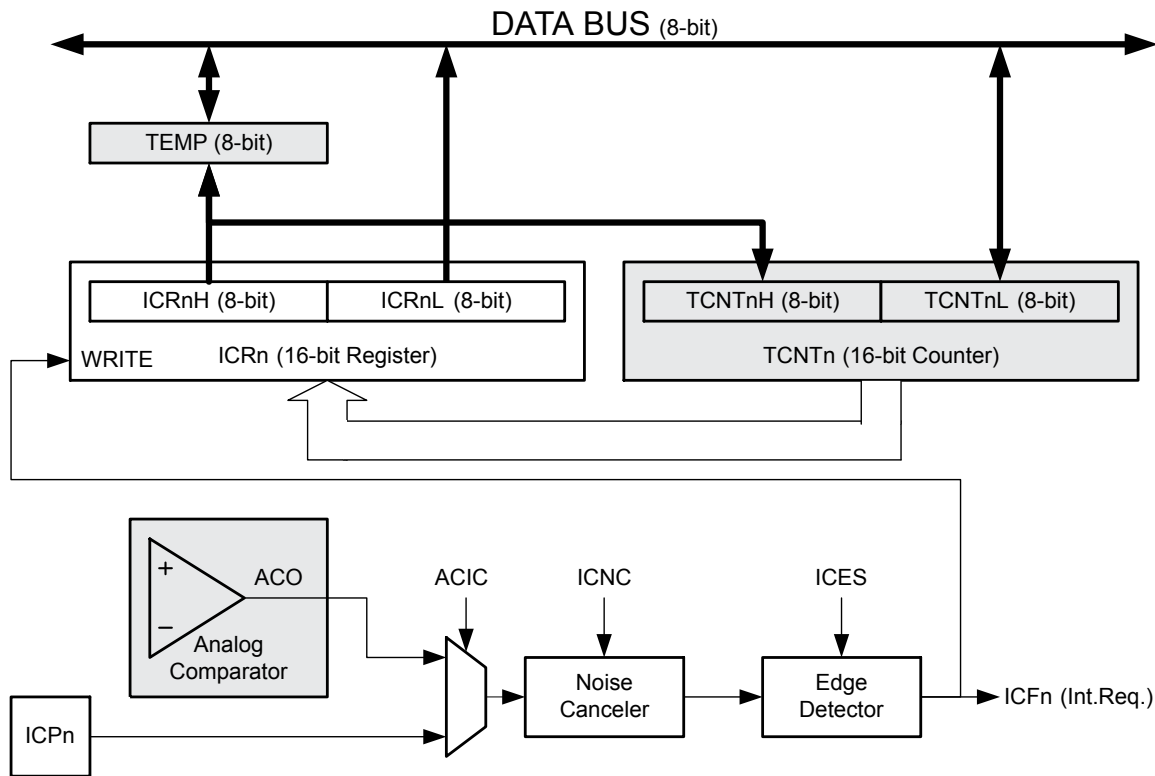 DATA BUS (8-bit)
TEMP (8-bit)
ICRnH (8-bit)
ICRnL (8-bit)
TCNTnH (8-bit)
TCNTnL (8-bit)
WRITE
ICRn (16-bit Register)
TCNTn (16-bit Counter)
+
−
ACO
Analog
Comparator
ACIC
ICNC
ICES
Noise
Canceler
Edge
Detector
ICFn (Int.Req.)
ICPn